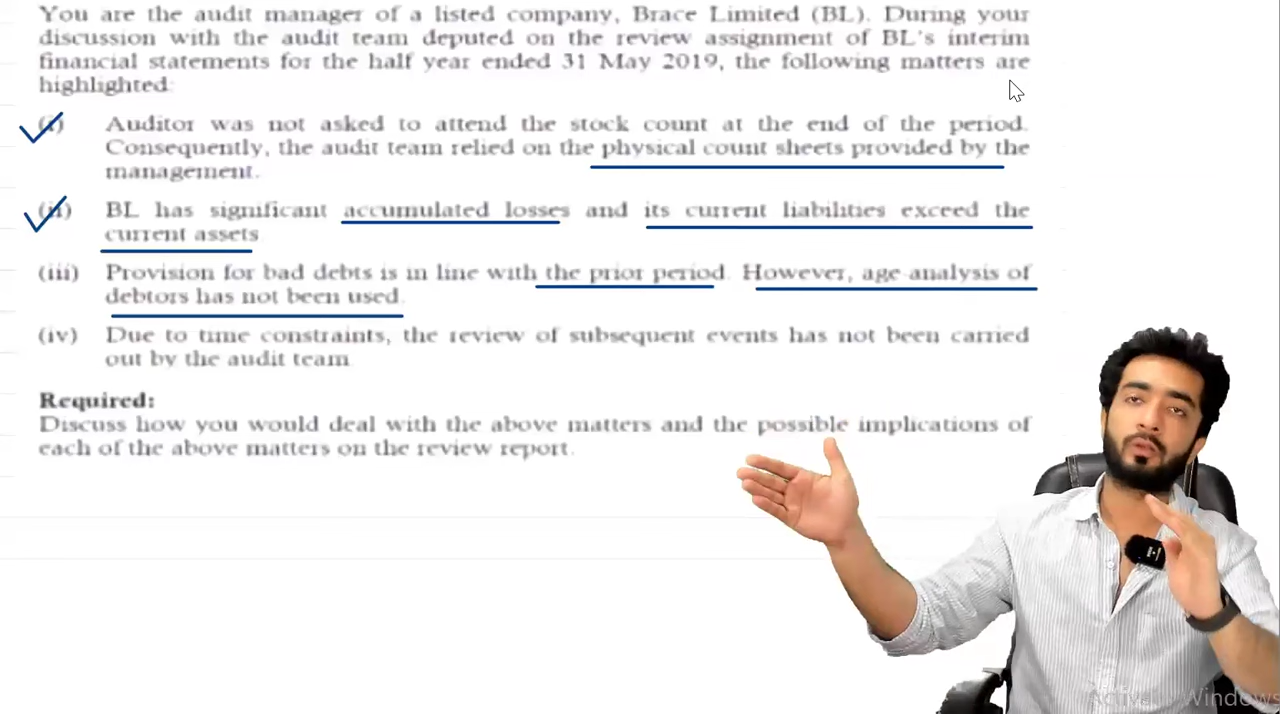 You are the audit manager of a listed company, Brace Limited (BL). During your
discussion with the audit team deputed on the review assignment of BL's interim
financial statements for the half year ended 31 May 2019, the following matters are
highlighted:
(i) Auditor was not asked to attend the stock count at the end of the period.
Consequently, the audit team relied on the physical count sheets provided by the
management.
(ii) BL has significant accumulated losses and its current liabilities exceed the
current assets
(iii) Provision for bad debts is in line with the prior period. However, age analysis of
debtors has not been used.
(iv) Due to time constraints, the review of subsequent events has not been carried
out by the audit team
Required:
Discuss how you would deal with the above matters and the possible implications of
each of the above matters on the review report.
Activate Windows